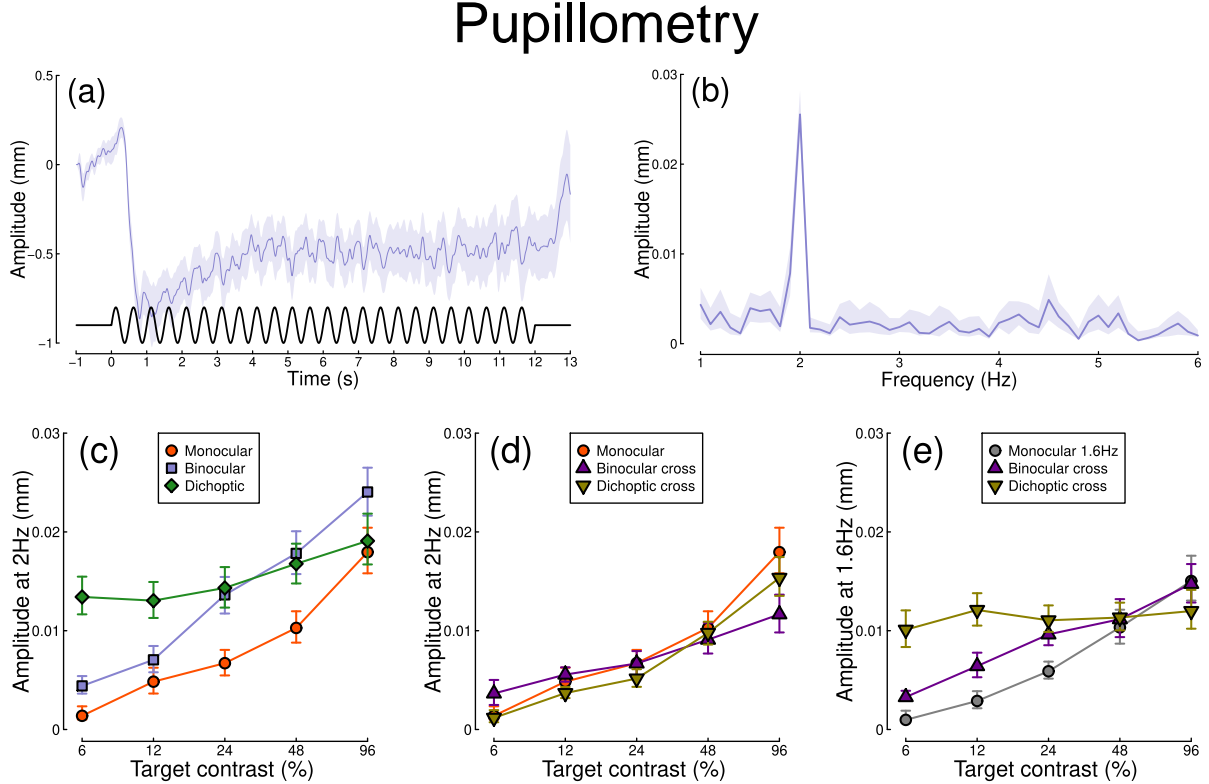 Pupillometry
(a)
Amplitude (mm)
0.5
0
−0.5
−1
−1 0 1 2 3 4 5 6 7 8 9 10 11 12 13
Time (s)
(b)
Amplitude (mm)
0.03
0.02
0.01
0
1 2 3 4 5 6
Frequency (Hz)
(c)
Monocular
Binocular
Dichoptic
Amplitude at 2Hz (mm)
0.03
0.02
0.01
0
6 12 24 48 96
Target contrast (%)
(d)
Monocular
Binocular cross
Dichoptic cross
Amplitude at 2Hz (mm)
0.03
0.02
0.01
0
6 12 24 48 96
Target contrast (%)
(e)
Monocular 1.6Hz
Binocular cross
Dichoptic cross
Amplitude at 1.6Hz (mm)
0.03
0.02
0.01
0
6 12 24 48 96
Target contrast (%)